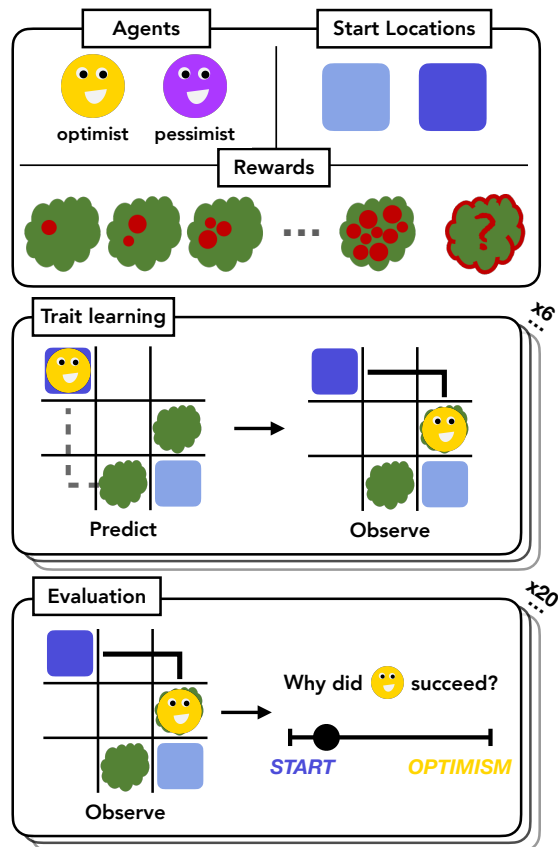 Agents
Start Locations
optimist
pessimist
Rewards
...
?
Trait learning
x6
...
Predict
Observe
Evaluation
x20
...
Why did succeed?
START
OPTIMISM
Observe